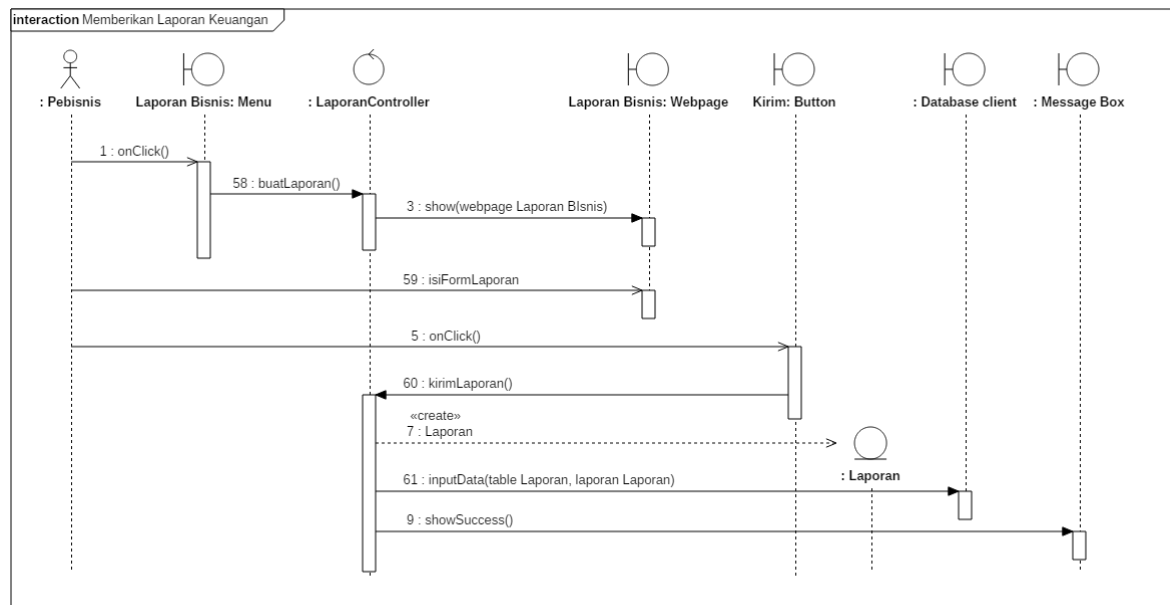 interaction Memberikan Laporan Keuangan
: Pebisnis
Laporan Bisnis: Menu
: LaporanController
Laporan Bisnis: Webpage
Kirim: Button
: Database client
: Message Box
1 : onClick()
58 : buatLaporan()
3 : show(webpage Laporan BIsnis)
59 : isiFormLaporan
5 : onClick()
60 : kirimLaporan()
«create»
7 : Laporan
: Laporan
61 : inputData(table Laporan, laporan Laporan)
9 : showSuccess()